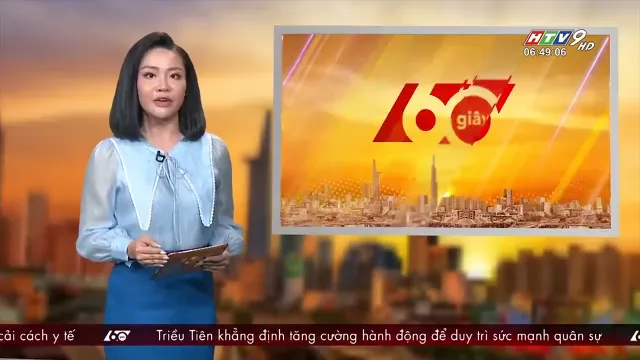 HTV9 HD
06:49:06
60 giây
cải cách y tế 60 Triều Tiên khẳng định tăng cường hành động để duy trì sức mạnh quân sự